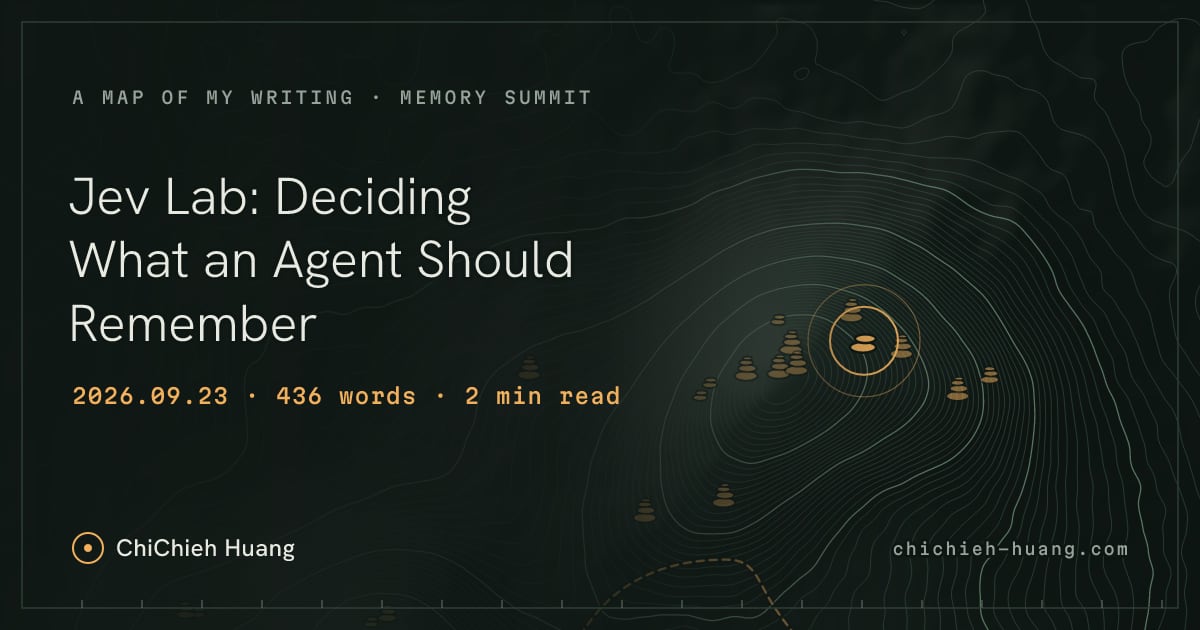 A MAP OF MY WRITING · MEMORY SUMMIT
Jev Lab: Deciding
What an Agent Should
Remember
2026.09.23 · 436 words · 2 min read
ChiChieh Huang
chichieh-huang.com